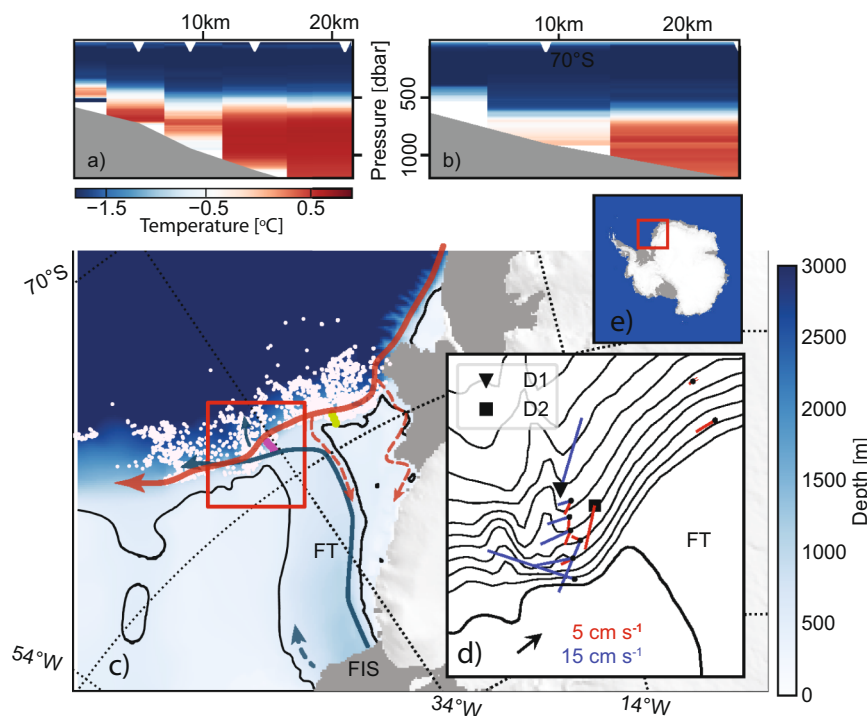 10km
20km
10km
20km
70°S
Pressure [dbar]
500
1000
a)
b)
−1.5
−0.5
0.5
Temperature [°C]
70°S
e)
3000
2500
2000
1500
1000
500
0
Depth [m]
D1
D2
FT
FT
5 cm s⁻¹
15 cm s⁻¹
d)
c)
FIS
54°W
34°W
14°W